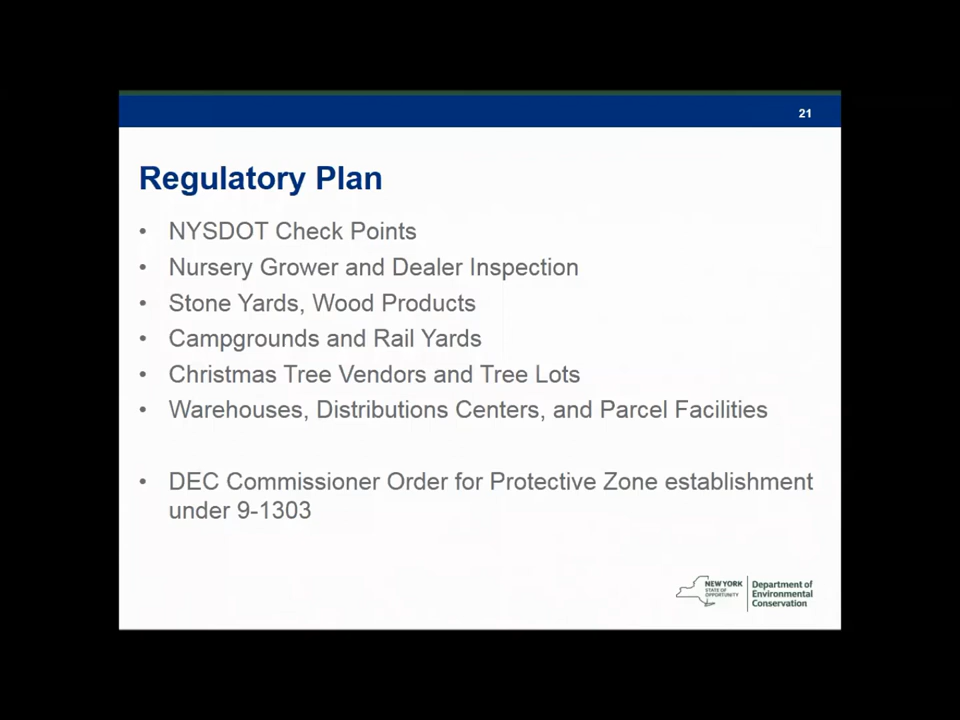 21
Regulatory Plan
• NYSDOT Check Points
• Nursery Grower and Dealer Inspection
• Stone Yards, Wood Products
• Campgrounds and Rail Yards
• Christmas Tree Vendors and Tree Lots
• Warehouses, Distributions Centers, and Parcel Facilities
• DEC Commissioner Order for Protective Zone establishment
under 9-1303
NEW YORK
STATE OF
OPPORTUNITY
Department of
Environmental
Conservation